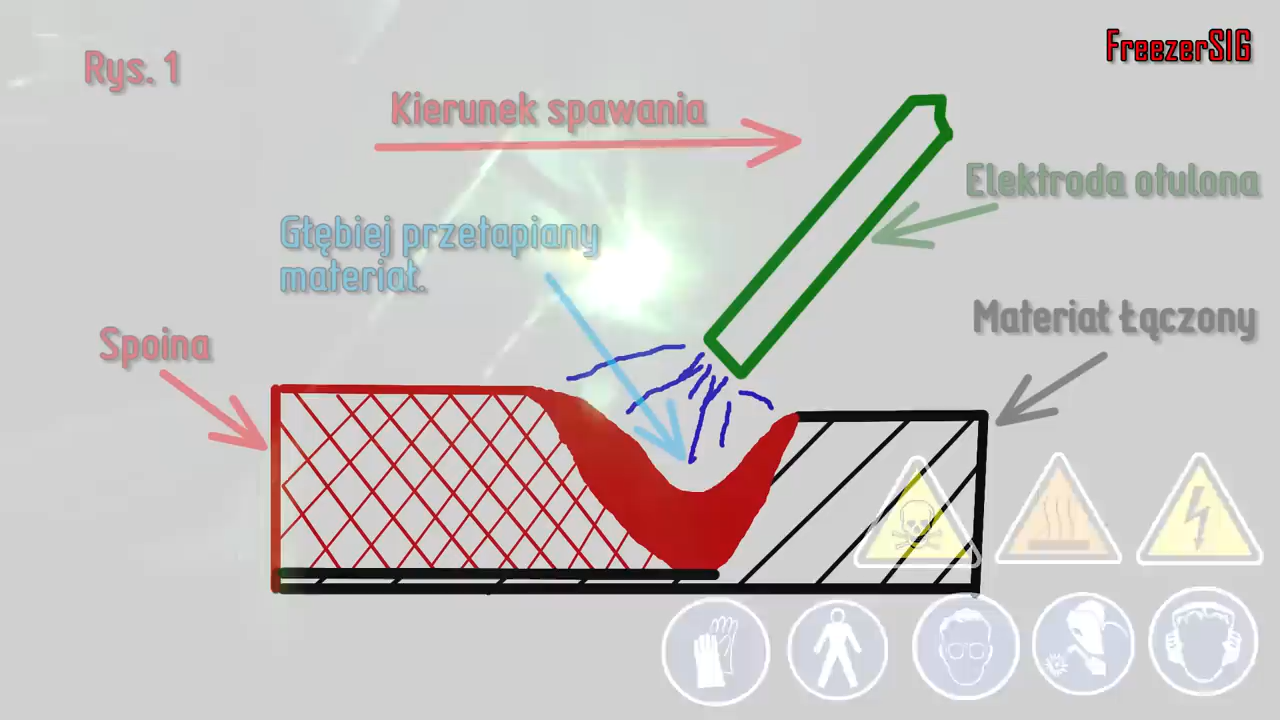 FreezerSIG
Rys. 1
Kierunek spawania
Elektroda otulona
Głębiej przetapiany
materiał.
Materiał Łączony
Spoina